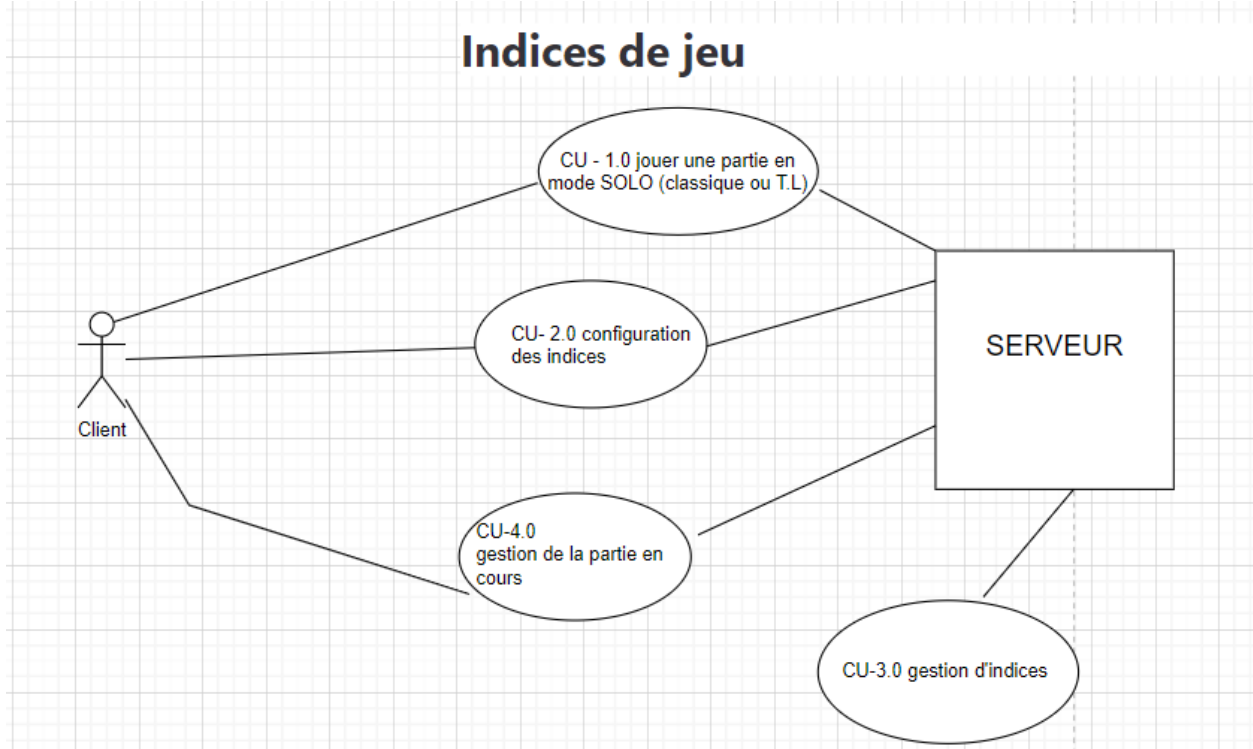 Indices de jeu
CU - 1.0 jouer une partie en
mode SOLO (classique ou T.L)
CU- 2.0 configuration
des indices
SERVEUR
Client
CU-4.0
gestion de la partie en
cours
CU-3.0 gestion d'indices